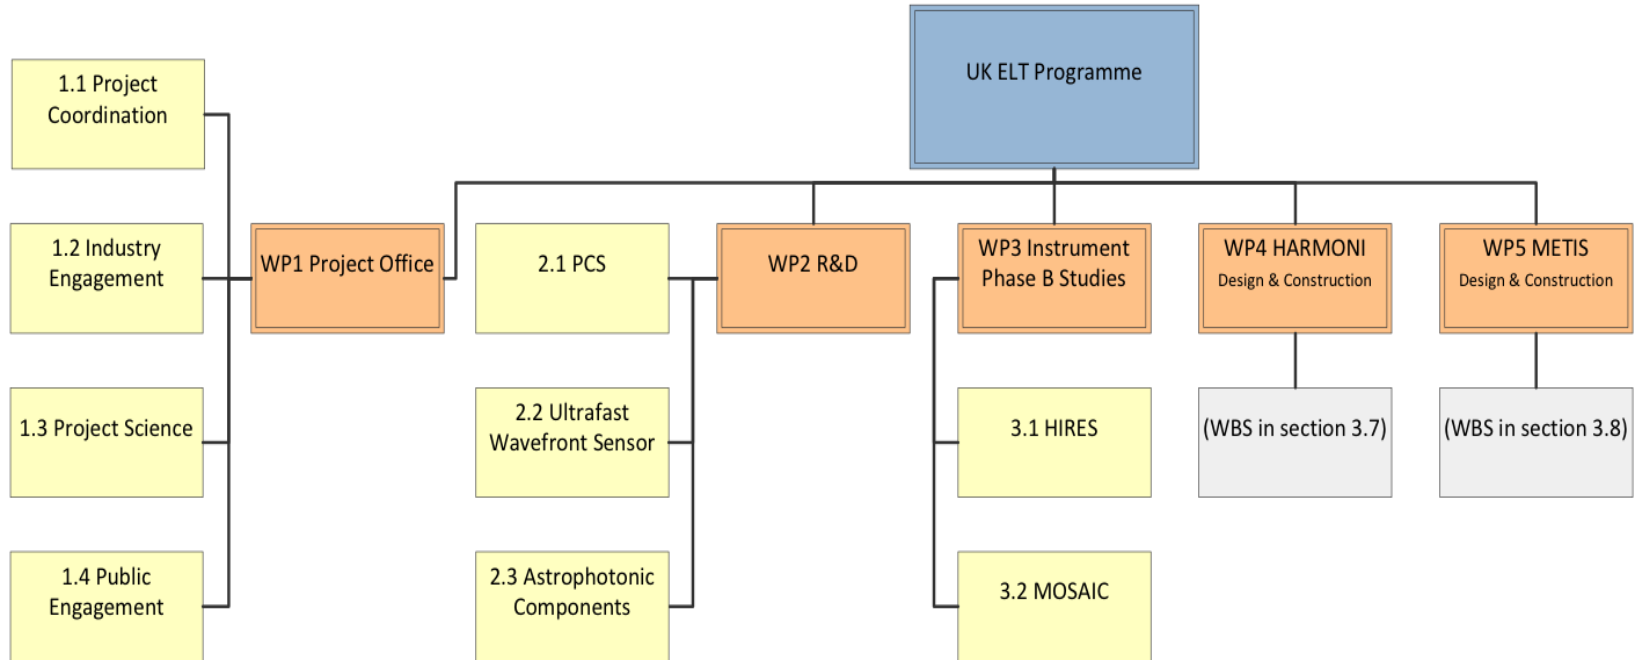 UK ELT Programme
1.1 Project
Coordination
1.2 Industry
Engagement
WP1 Project Office
2.1 PCS
WP2 R&D
WP3 Instrument
Phase B Studies
WP4 HARMONI
Design & Construction
WP5 METIS
Design & Construction
1.3 Project Science
2.2 Ultrafast
Wavefront Sensor
3.1 HIRES
(WBS in section 3.7)
(WBS in section 3.8)
1.4 Public
Engagement
2.3 Astrophotonic
Components
3.2 MOSAIC